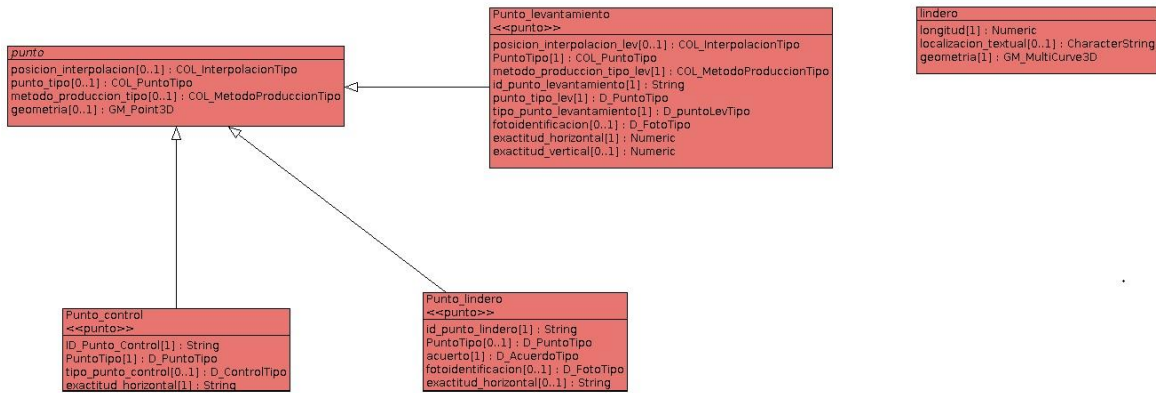 punto
posicion_interpolacion[0..1] : COL_InterpolacionTipo
punto_tipo[0..1] : COL_PuntoTipo
metodo_produccion_tipo[0..1] : COL_MetodoProduccionTipo
geometria[0..1] : GM_Point3D
Punto_levantamiento
<<punto>>
posicion_interpolacion_lev[0..1] : COL_InterpolacionTipo
PuntoTipo[1] : COL_PuntoTipo
metodo_produccion_tipo_lev[1] : COL_MetodoProduccionTipo
id_punto_levantamiento[1] : String
punto_tipo_lev[1] : D_PuntoTipo
tipo_punto_levantamiento[1] : D_puntoLevTipo
fotoidentificacion[0..1] : D_FotoTipo
exactitud_horizontal[1] : Numeric
exactitud_vertical[0..1] : Numeric
lindero
longitud[1] : Numeric
localizacion_textual[0..1] : CharacterString
geometria[1] : GM_MultiCurve3D
Punto_control
<<punto>>
ID_Punto_Control[1] : String
PuntoTipo[1] : D_PuntoTipo
tipo_punto_control[0..1] : D_ControlTipo
exactitud_horizontal[1] : String
Punto_lindero
<<punto>>
id_punto_lindero[1] : String
PuntoTipo[0..1] : D_PuntoTipo
acuerto[1] : D_AcuerdoTipo
fotoidentificacion[0..1] : D_FotoTipo
exactitud_horizontal[0..1] : String